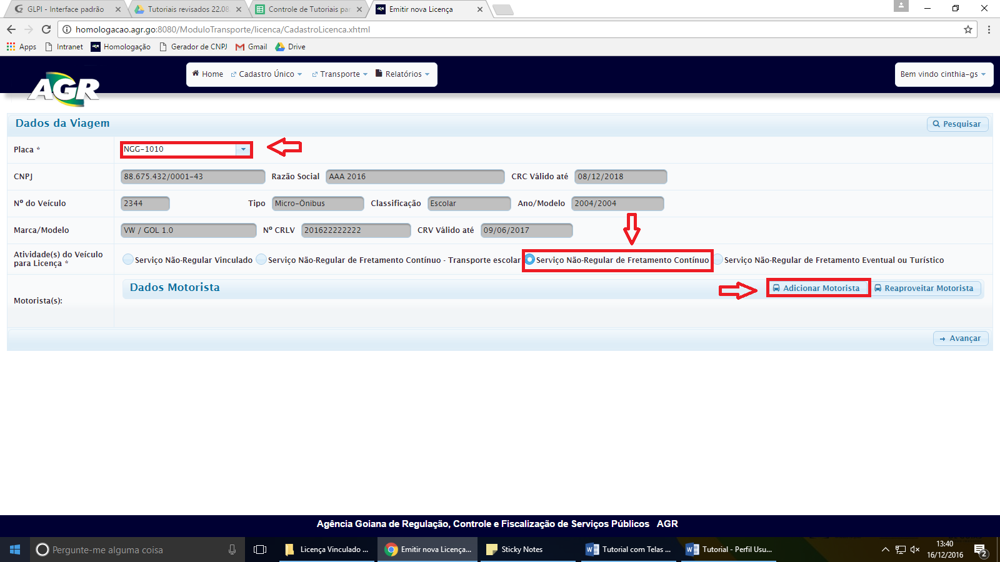 GLPI - Interface padrão
Tutoriais revisados 22.08
Controle de Tutoriais pa
Emitir nova Licença
homologacao.agr.go:8080/ModuloTransporte/licenca/CadastroLicenca.xhtml
Apps Intranet Homologação Gerador de CNPJ Gmail Drive
AGR
Home Cadastro Único Transporte Relatórios
Bem vindo cinthia-gs
Dados da Viagem
Pesquisar
Placa * NGG-1010
CNPJ 88.675.432/0001-43 Razão Social AAA 2016 CRC Válido até 08/12/2018
Nº do Veículo 2344 Tipo Micro-Ônibus Classificação Escolar Ano/Modelo 2004/2004
Marca/Modelo VW / GOL 1.0 Nº CRLV 201622222222 CRV Válido até 09/06/2017
Atividade(s) do Veículo
para Licença *
Serviço Não-Regular Vinculado Serviço Não-Regular de Fretamento Contínuo - Transporte escolar Serviço Não-Regular de Fretamento Contínuo Serviço Não-Regular de Fretamento Eventual ou Turístico
Motorista(s):
Dados Motorista
Adicionar Motorista Reaproveitar Motorista
Avançar
Agência Goiana de Regulação, Controle e Fiscalização de Serviços Públicos AGR
Pergunte-me alguma coisa
Licença Vinculado ...
Emitir nova Licença...
Sticky Notes
Tutorial com Telas ...
Tutorial - Perfil Usu...
13:40
16/12/2016
2